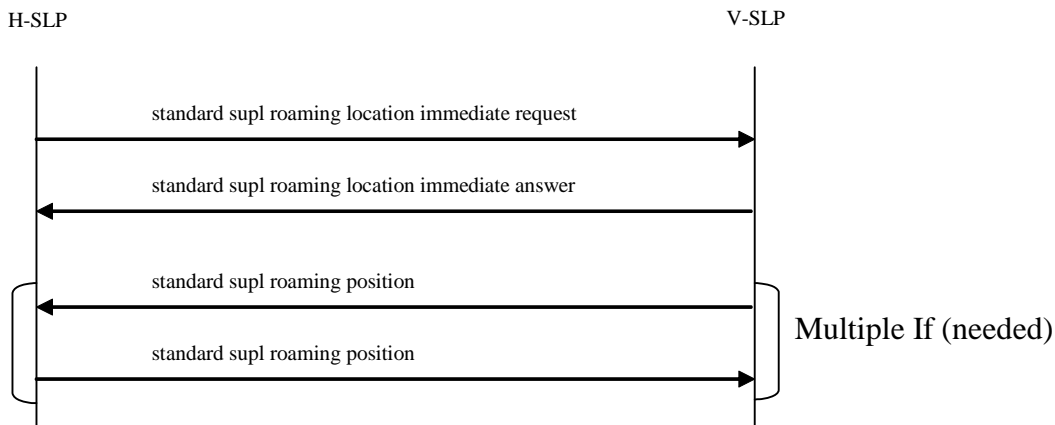 H-SLP
V-SLP
standard supl roaming location immediate request
standard supl roaming location immediate answer
standard supl roaming position
Multiple If (needed)
standard supl roaming position